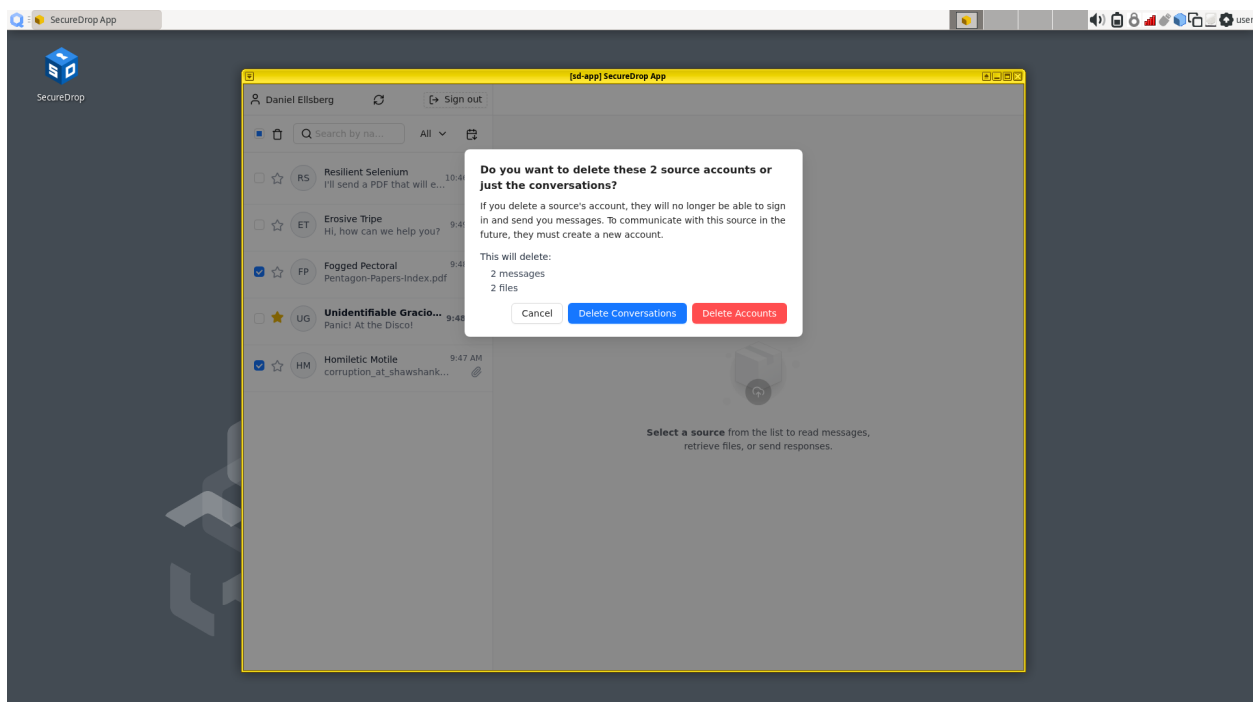 SecureDrop App
user
SecureDrop
[sd-app] SecureDrop App
Daniel Ellsberg
Sign out
Search by na...
All
RS
Resilient Selenium
I'll send a PDF that will e...
ET
Erosive Tripe
Hi, how can we help you?
FP
Fogged Pectoral
Pentagon-Papers-Index.pdf
UG
Unidentifiable Gracio...
9:48
Panic! At the Disco!
HM
Homiletic Motile
9:47 AM
corruption_at_shawshank...
Do you want to delete these 2 source accounts or
just the conversations?
If you delete a source's account, they will no longer be able to sign
in and send you messages. To communicate with this source in the
future, they must create a new account.
This will delete:
2 messages
2 files
Cancel
Delete Conversations
Delete Accounts
Select a source from the list to read messages,
retrieve files, or send responses.